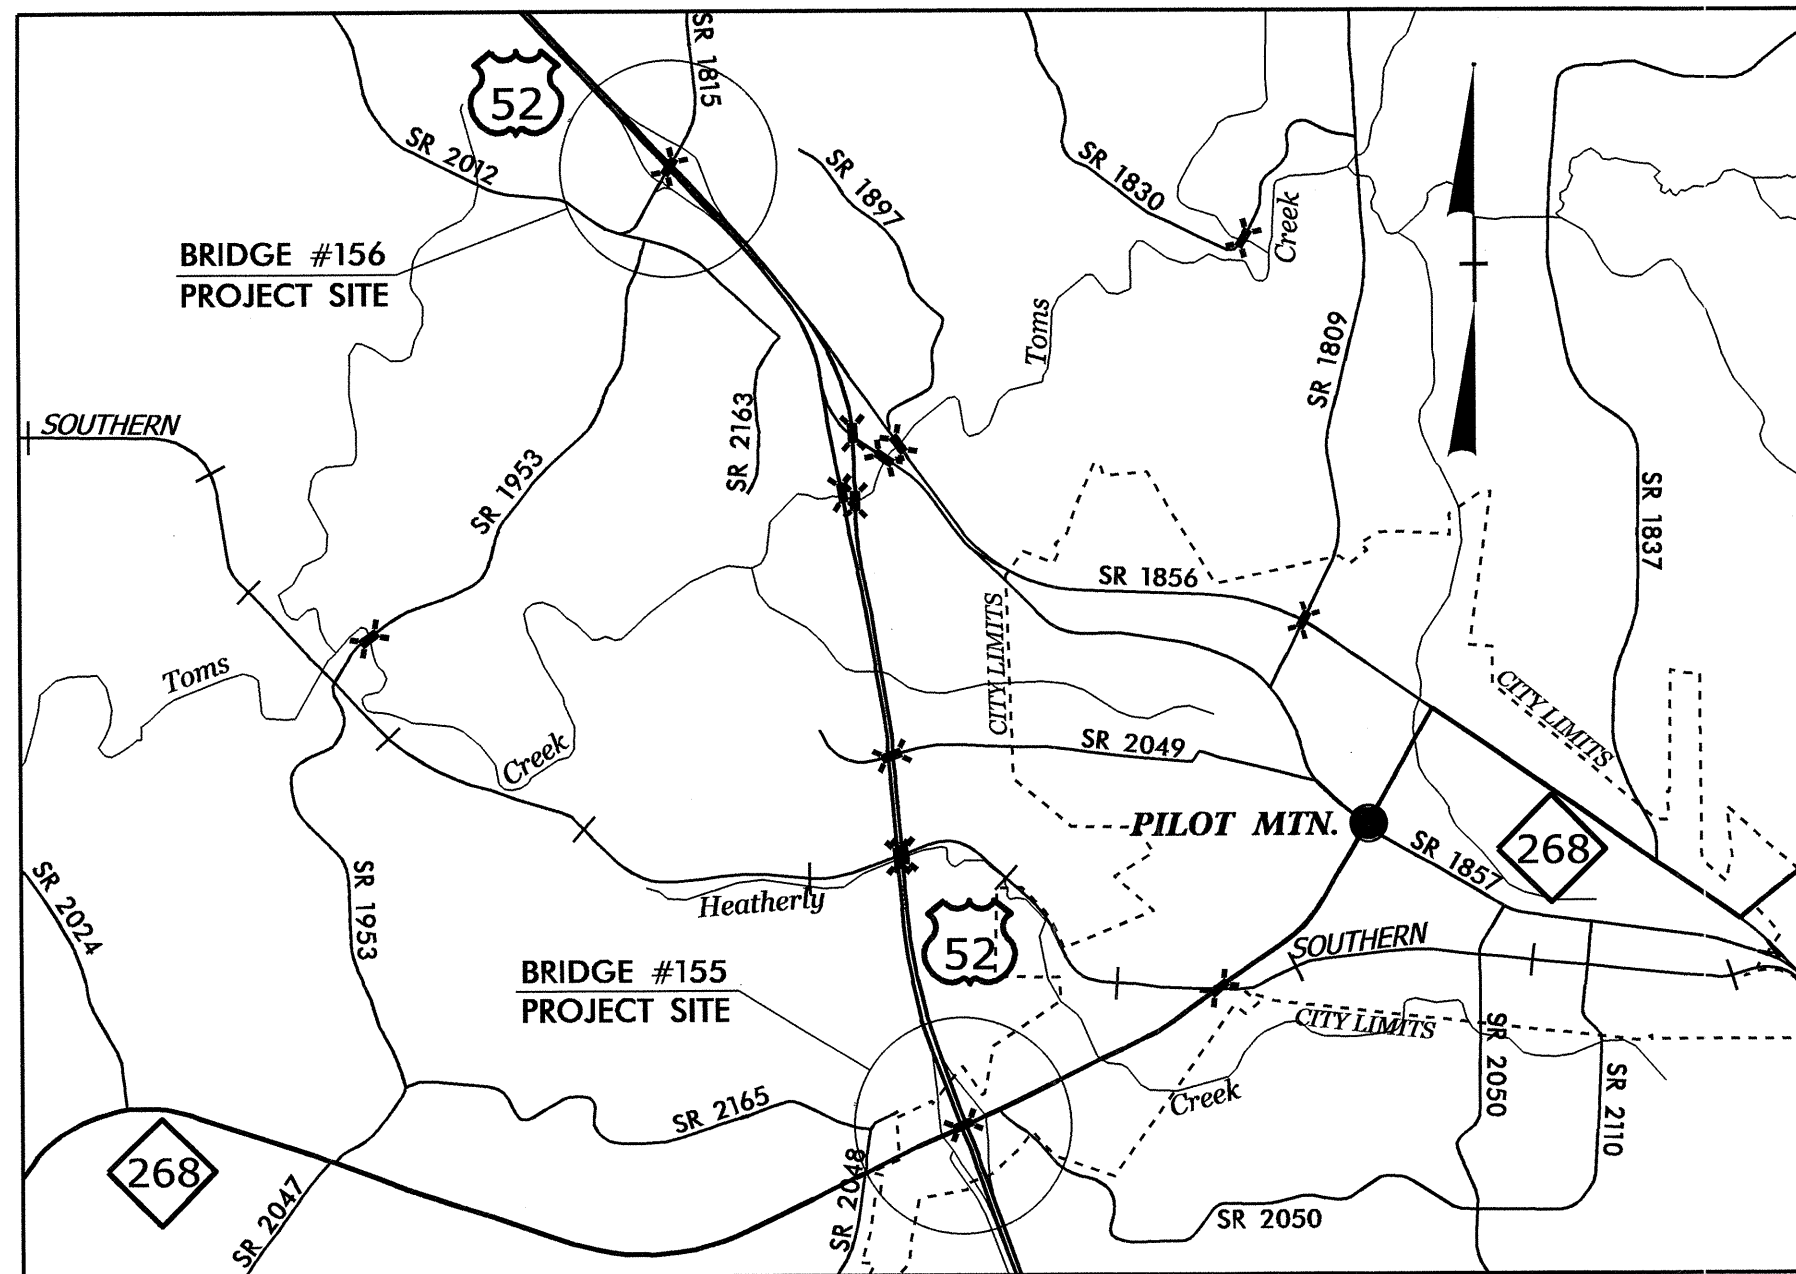 SR 1815
52
SR 2012
SR 1897
SR 1830
Creek
BRIDGE #156
PROJECT SITE
Toms
SR 1809
SOUTHERN
SR 2163
SR 1953
SR 1837
SR 1856
CITY LIMITS
Toms
CITY LIMITS
Creek
SR 2049
PILOT MTN.
268
SR 1857
SR 2024
SR 1953
Heatherly
52
SOUTHERN
BRIDGE #155
PROJECT SITE
CITY LIMITS
SR 2050
SR 2110
Creek
SR 2165
268
SR 2047
SR 2048
SR 2050